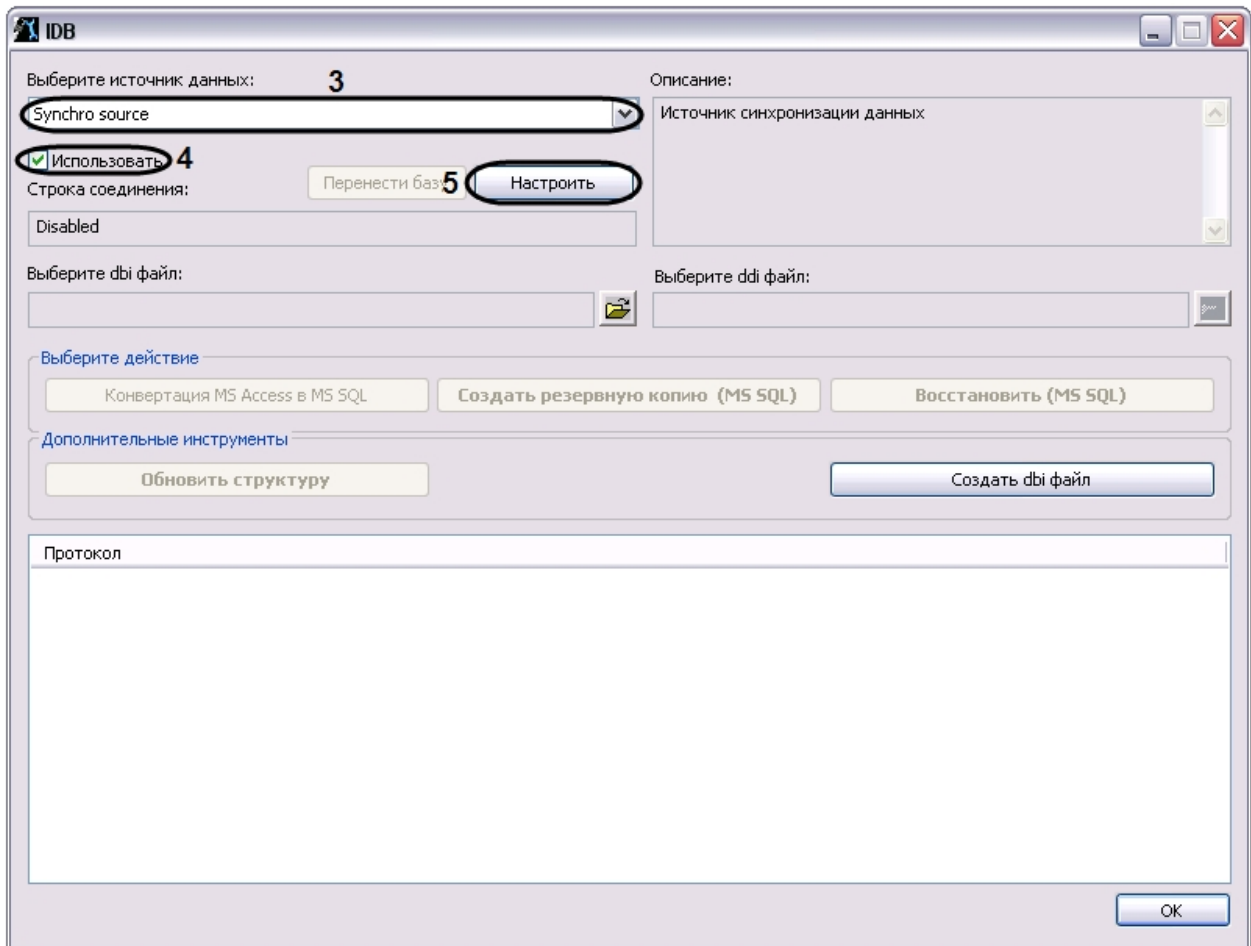 IDB
Выберите источник данных:
3
Описание:
Synchro source
Источник синхронизации данных
Использовать
4
Строка соединения:
Перенести базу
5
Настроить
Disabled
Выберите dbi файл:
Выберите ddi файл:
Выберите действие
Конвертация MS Access в MS SQL
Создать резервную копию (MS SQL)
Восстановить (MS SQL)
Дополнительные инструменты
Обновить структуру
Создать dbi файл
Протокол
OK